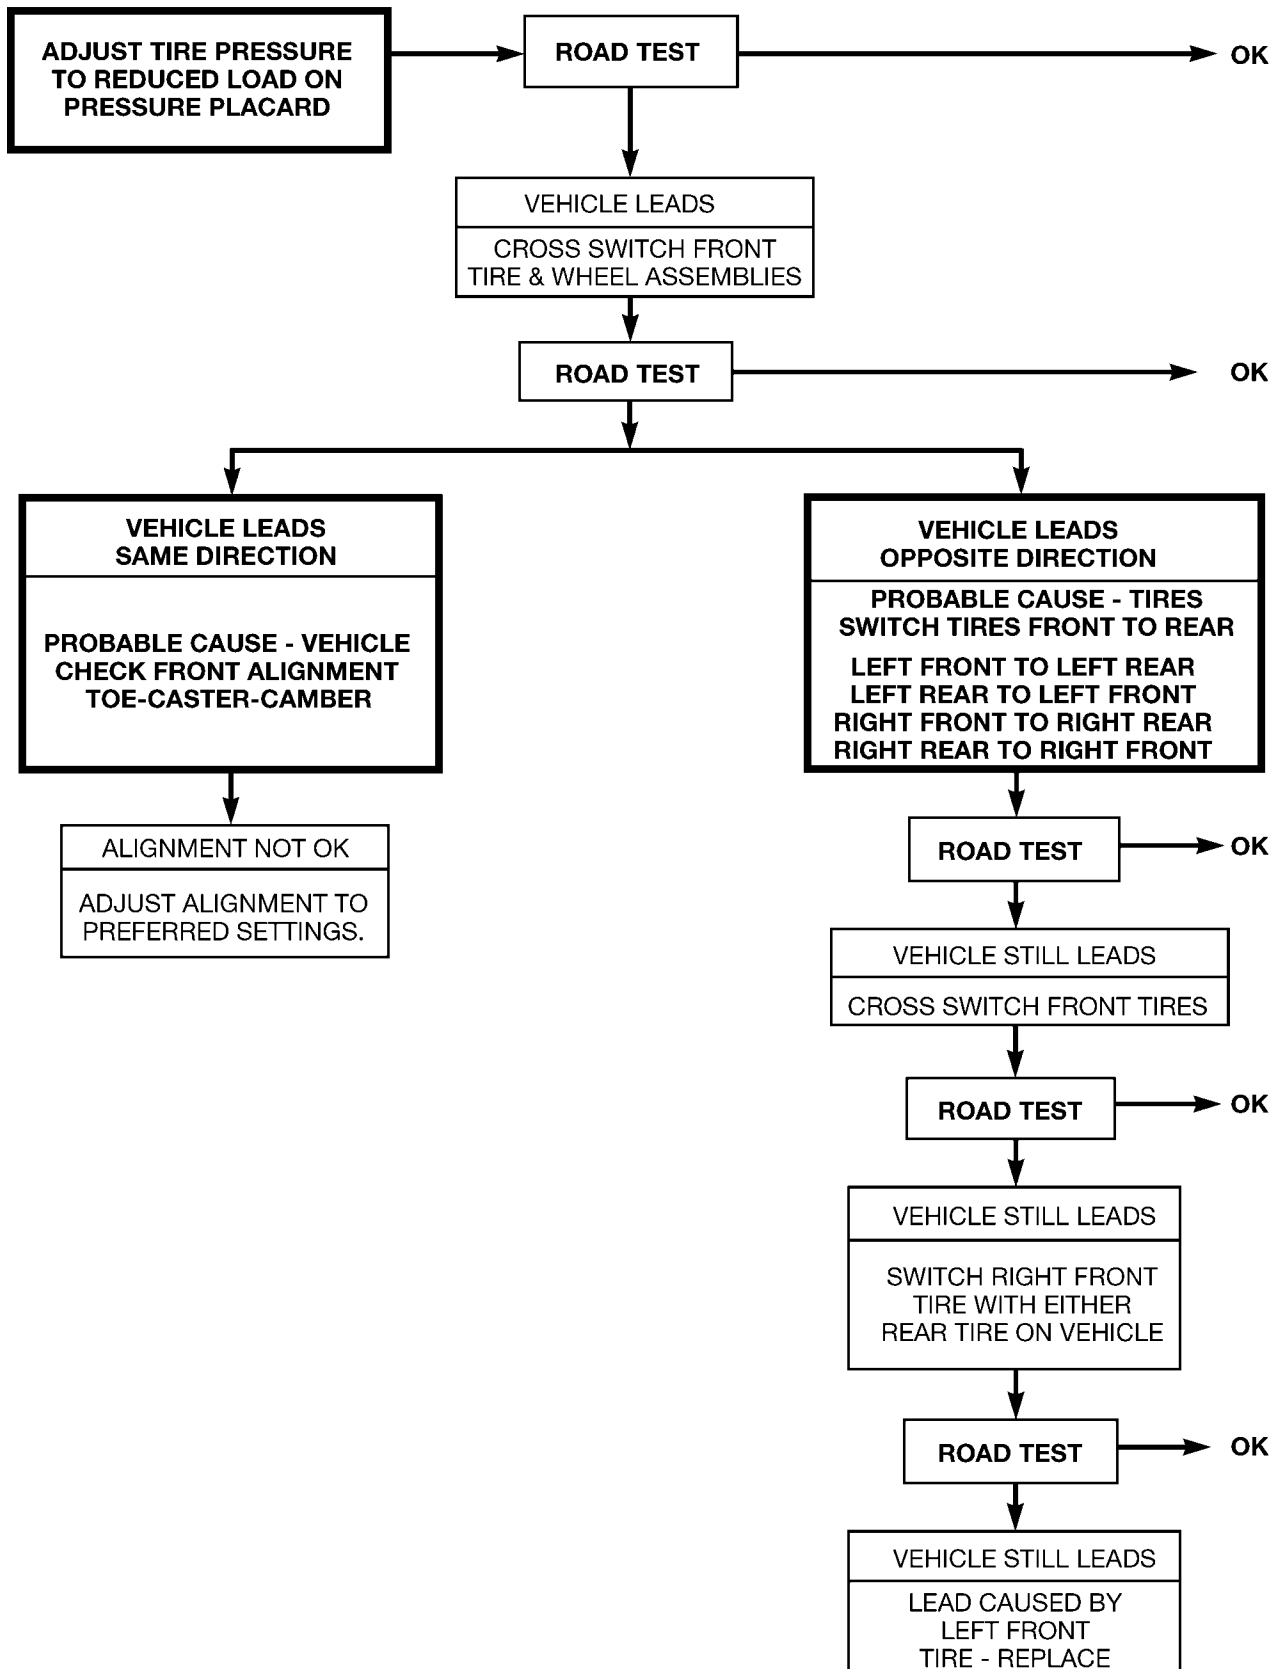 ADJUST TIRE PRESSURE
TO REDUCED LOAD ON
PRESSURE PLACARD
ROAD TEST
OK
VEHICLE LEADS
CROSS SWITCH FRONT
TIRE & WHEEL ASSEMBLIES
ROAD TEST
OK
VEHICLE LEADS
SAME DIRECTION
PROBABLE CAUSE - VEHICLE
CHECK FRONT ALIGNMENT
TOE-CASTER-CAMBER
ALIGNMENT NOT OK
ADJUST ALIGNMENT TO
PREFERRED SETTINGS.
VEHICLE LEADS
OPPOSITE DIRECTION
PROBABLE CAUSE - TIRES
SWITCH TIRES FRONT TO REAR
LEFT FRONT TO LEFT REAR
LEFT REAR TO LEFT FRONT
RIGHT FRONT TO RIGHT REAR
RIGHT REAR TO RIGHT FRONT
ROAD TEST
OK
VEHICLE STILL LEADS
CROSS SWITCH FRONT TIRES
ROAD TEST
OK
VEHICLE STILL LEADS
SWITCH RIGHT FRONT
TIRE WITH EITHER
REAR TIRE ON VEHICLE
ROAD TEST
OK
VEHICLE STILL LEADS
LEAD CAUSED BY
LEFT FRONT
TIRE - REPLACE